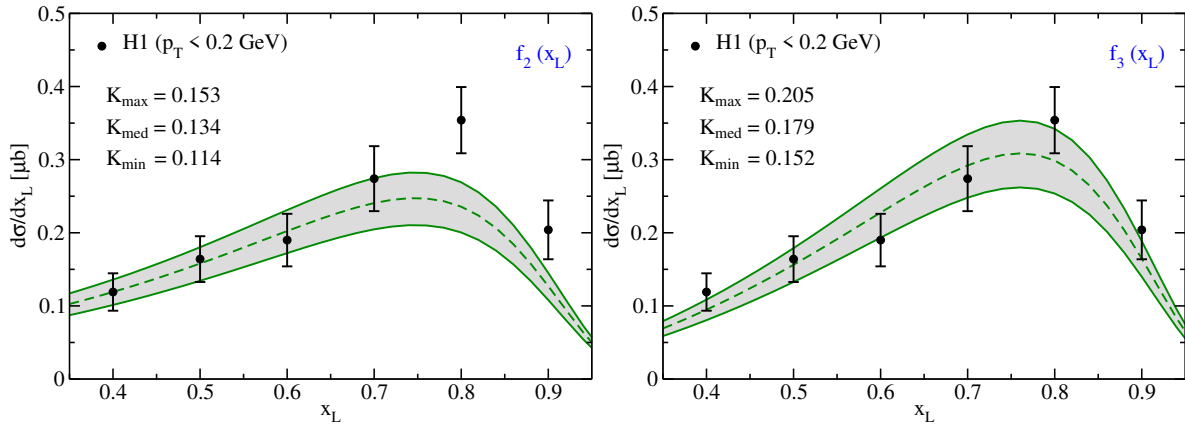 0.5
H1 (p_T < 0.2 GeV)
f_2 (x_L)
0.4
K_max = 0.153
K_med = 0.134
K_min = 0.114
0.3
dσ/dx_L [μb]
0.2
0.1
0
0.4 0.5 0.6 0.7 0.8 0.9
x_L
0.5
H1 (p_T < 0.2 GeV)
f_3 (x_L)
0.4
K_max = 0.205
K_med = 0.179
K_min = 0.152
0.3
dσ/dx_L [μb]
0.2
0.1
0
0.4 0.5 0.6 0.7 0.8 0.9
x_L